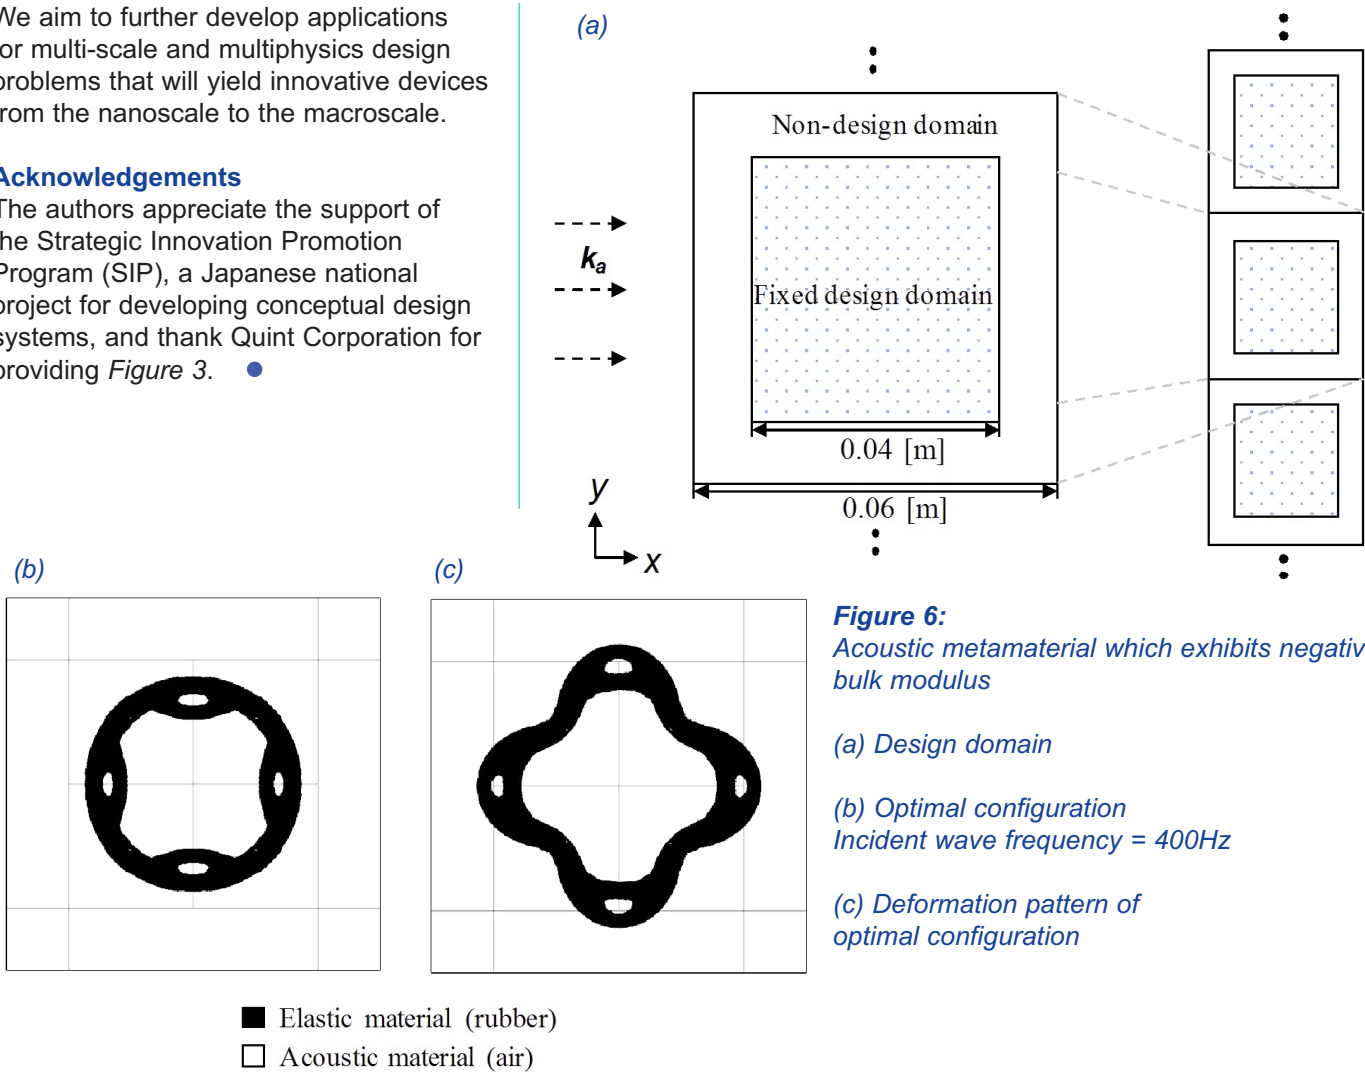 We aim to further develop applications
for multi-scale and multiphysics design
problems that will yield innovative devices
from the nanoscale to the macroscale.
Acknowledgements
The authors appreciate the support of
the Strategic Innovation Promotion
Program (SIP), a Japanese national
project for developing conceptual design
systems, and thank Quint Corporation for
providing Figure 3.
(a)
Non-design domain
k_a
Fixed design domain
0.04 [m]
0.06 [m]
y
x
(b)
(c)
Figure 6:
Acoustic metamaterial which exhibits negativ
bulk modulus
(a) Design domain
(b) Optimal configuration
Incident wave frequency = 400Hz
(c) Deformation pattern of
optimal configuration
Elastic material (rubber)
Acoustic material (air)